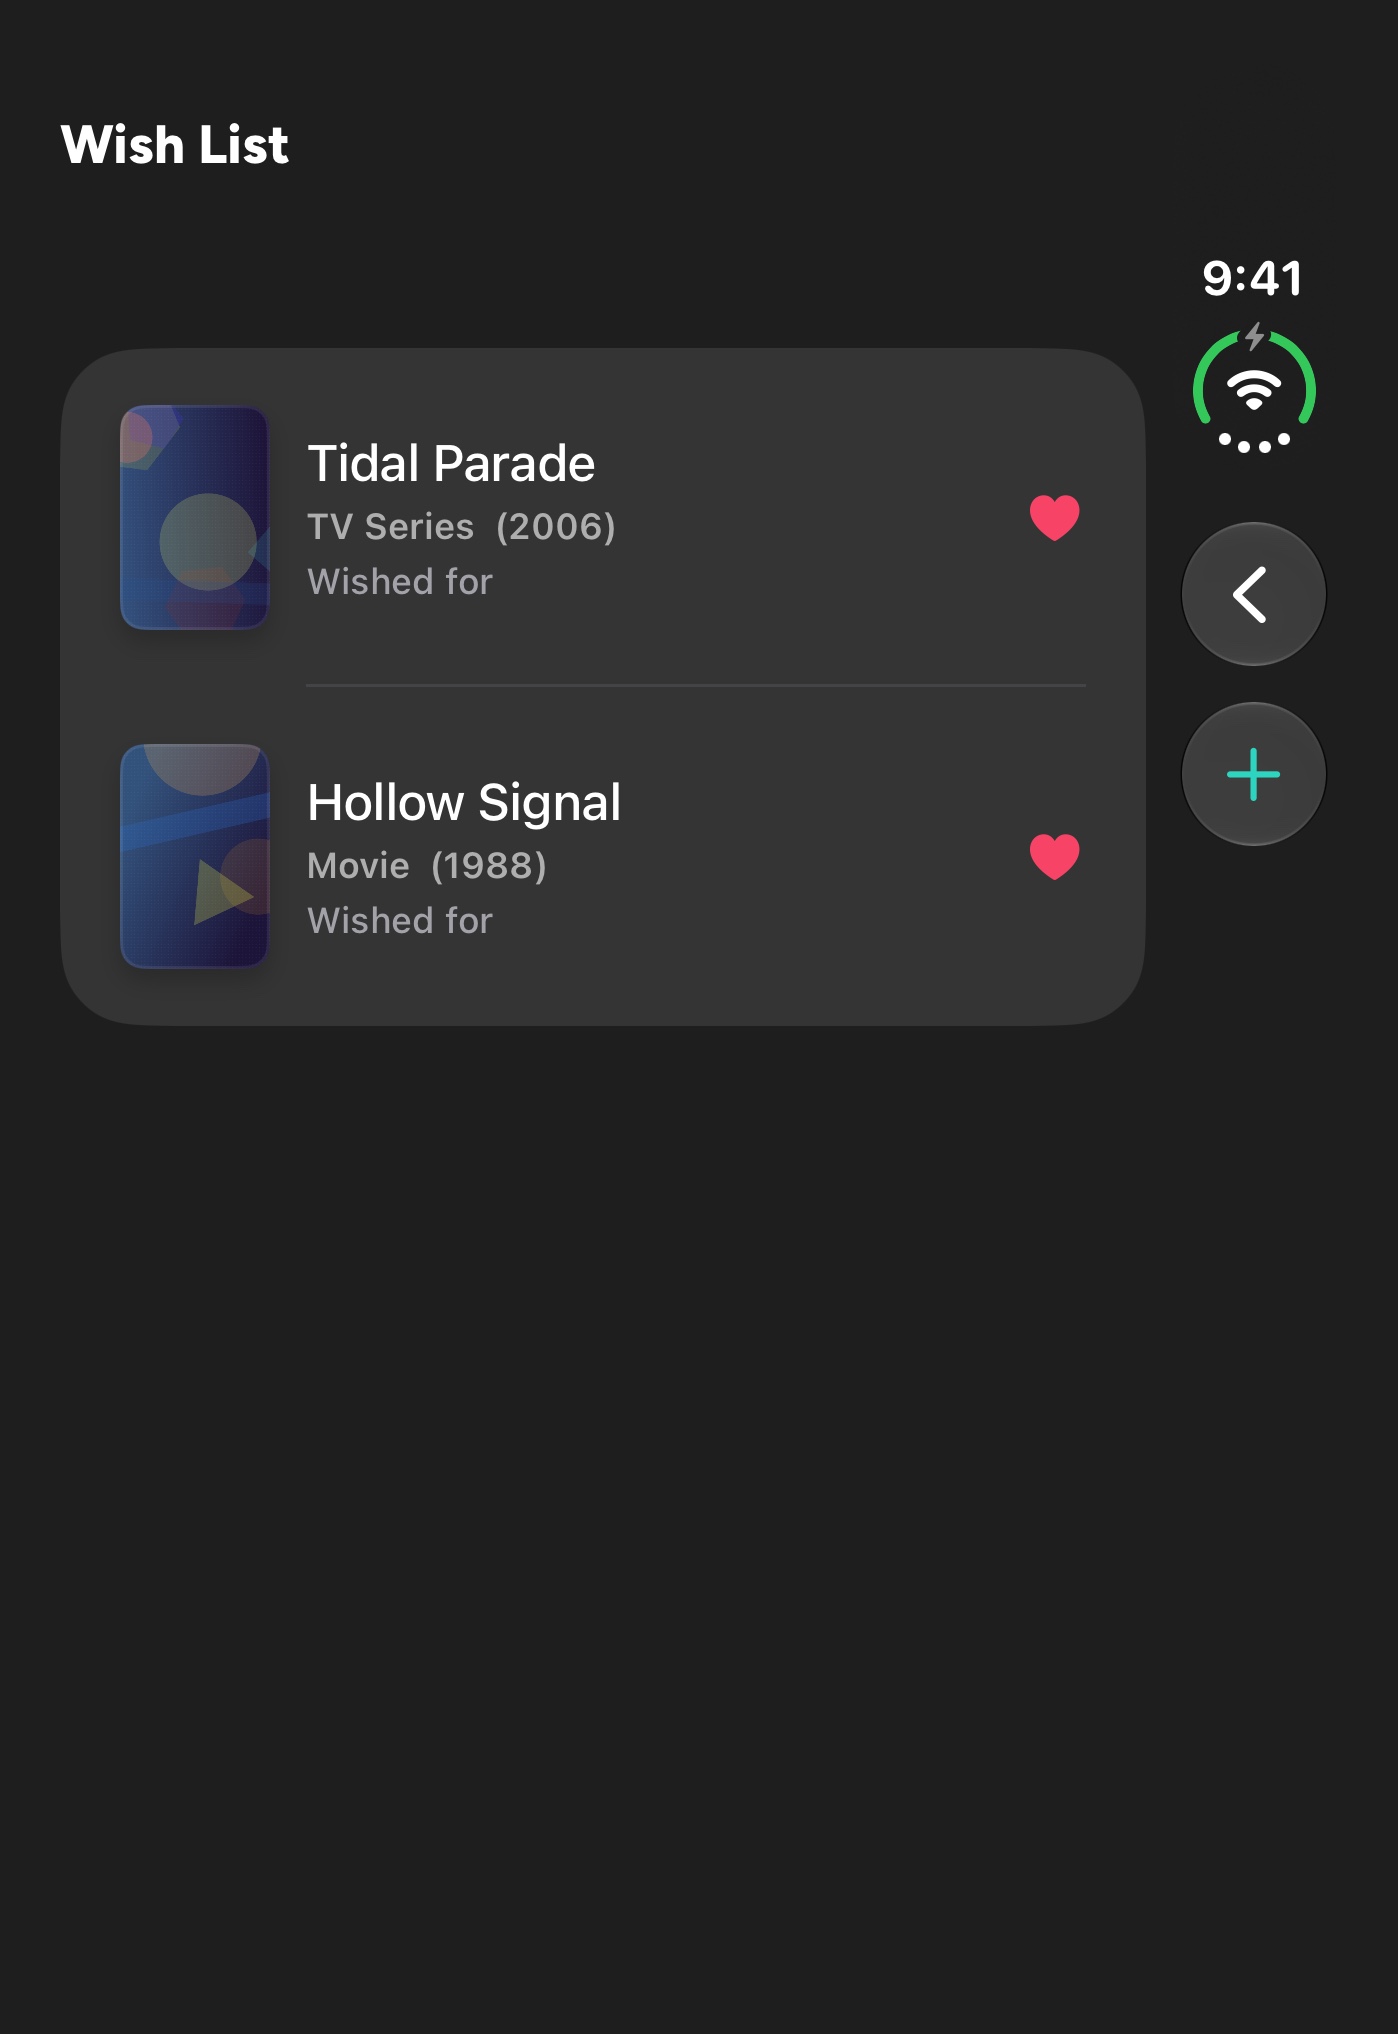 Wish List
9:41
Tidal Parade
TV Series (2006)
Wished for
Hollow Signal
Movie (1988)
Wished for